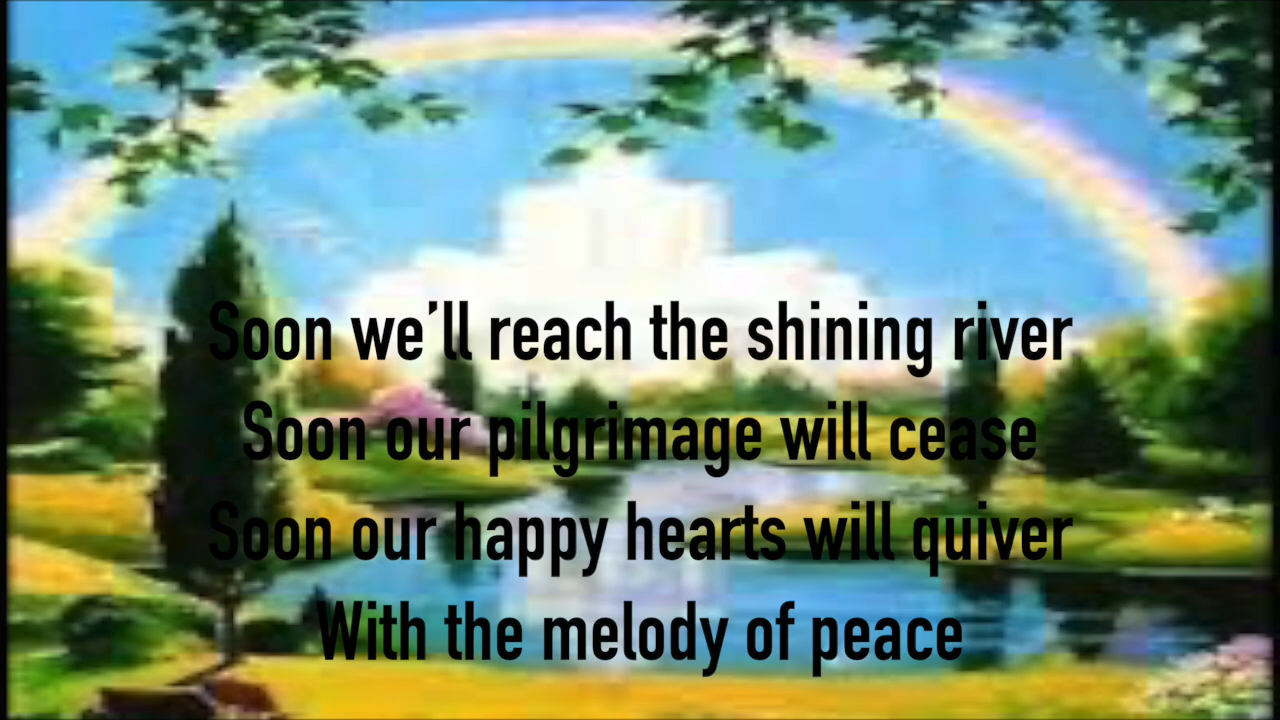 Soon we’ll reach the shining river
Soon our pilgrimage will cease
Soon our happy hearts will quiver
With the melody of peace